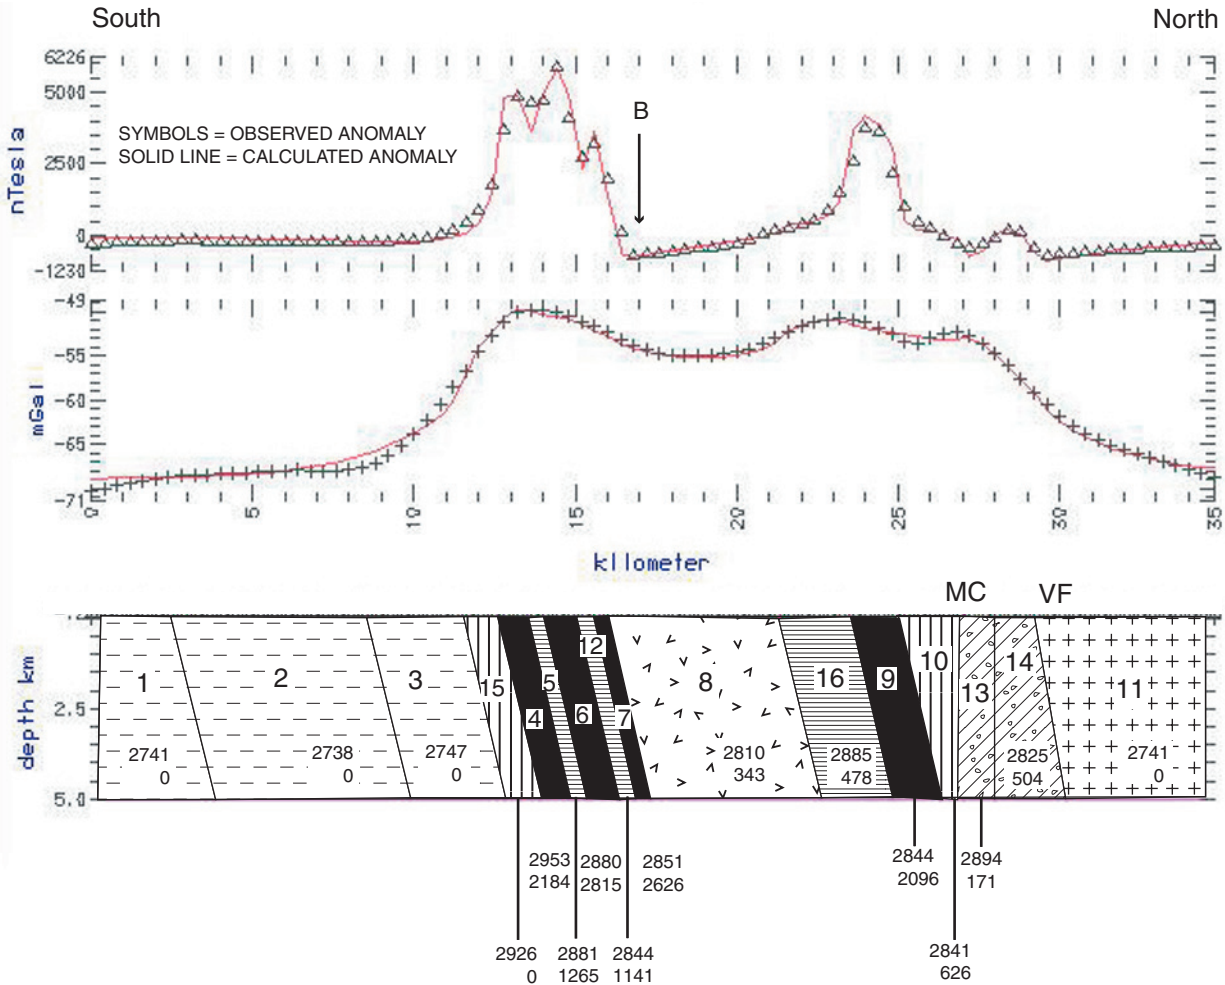 South
North
6226
5000
B
SYMBOLS = OBSERVED ANOMALY
SOLID LINE = CALCULATED ANOMALY
nTesla
2500
0
-1230
-49
-55
mGal
-60
-65
-71
0 5 10 15 20 25 30 35
kilometer
MC VF
depth km
1 2 3 15 4 5 6 12 7 8 16 9 10 13 14 11
2.5
2741 2738 2747 2810 2885 2825 2741
0 0 0 343 478 504 0
5.0
2953 2880 2851 2844 2894
2184 2815 2626 2096 171
2926 2881 2844 2841
0 1265 1141 626